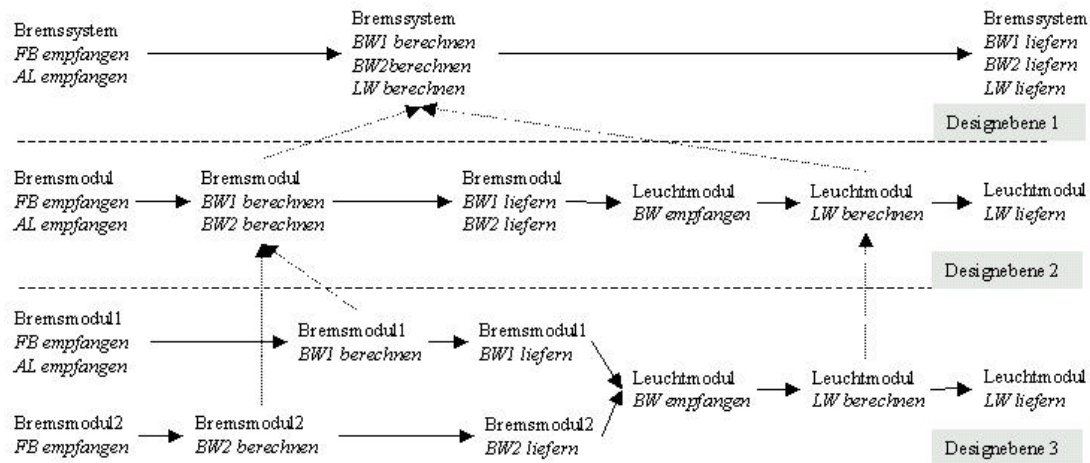 Bremssystem
FB empfangen
AL empfangen
Bremssystem
BW1 berechnen
BW2berechnen
LW berechnen
Bremssystem
BW1 liefern
BW2 liefern
LW liefern
Designebene 1
Bremsmodul
FB empfangen
AL empfangen
Bremsmodul
BW1 berechnen
BW2 berechnen
Bremsmodul
BW1 liefern
BW2 liefern
Leuchtmodul
BW empfangen
Leuchtmodul
LW berechnen
Leuchtmodul
LW liefern
Designebene 2
Bremsmodul1
FB empfangen
AL empfangen
Bremsmodul1
BW1 berechnen
Bremsmodul1
BW1 liefern
Bremsmodul2
FB empfangen
Bremsmodul2
BW2 berechnen
Bremsmodul2
BW2 liefern
Leuchtmodul
BW empfangen
Leuchtmodul
LW berechnen
Leuchtmodul
LW liefern
Designebene 3